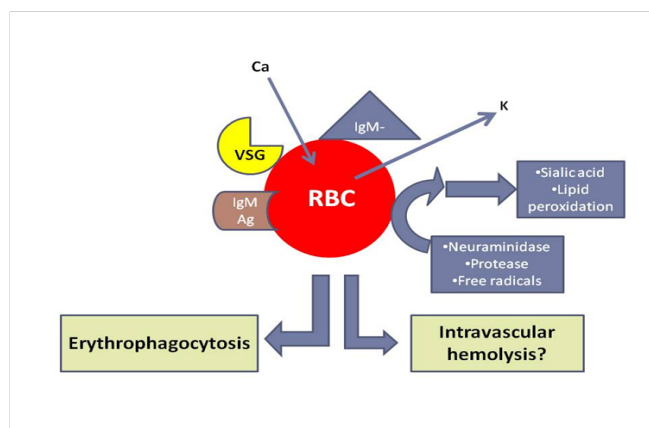 Ca
K
IgM-
VSG
IgM
Ag
RBC
•Sialic acid
•Lipid
peroxidation
•Neuraminidase
•Protease
•Free radicals
Erythrophagocytosis
Intravascular
hemolysis?